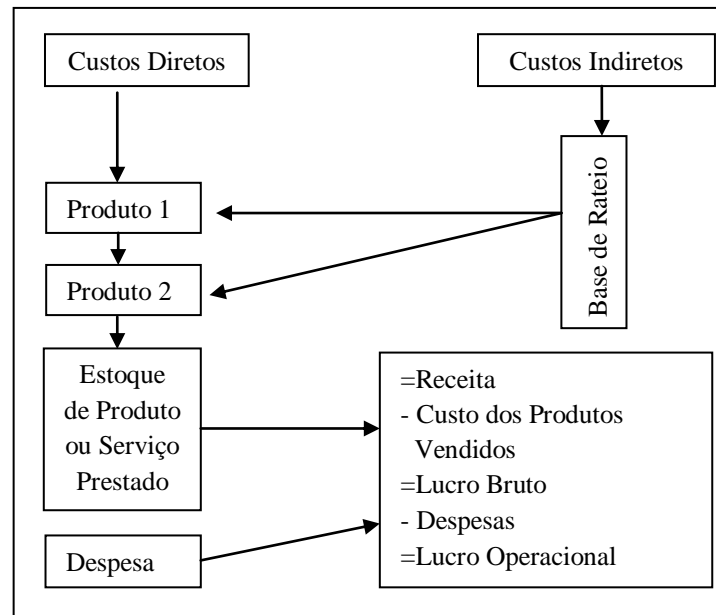 Custos Diretos
Custos Indiretos
Base de Rateio
Produto 1
Produto 2
Estoque
de Produto
ou Serviço
Prestado
=Receita
- Custo dos Produtos
Vendidos
=Lucro Bruto
- Despesas
=Lucro Operacional
Despesa